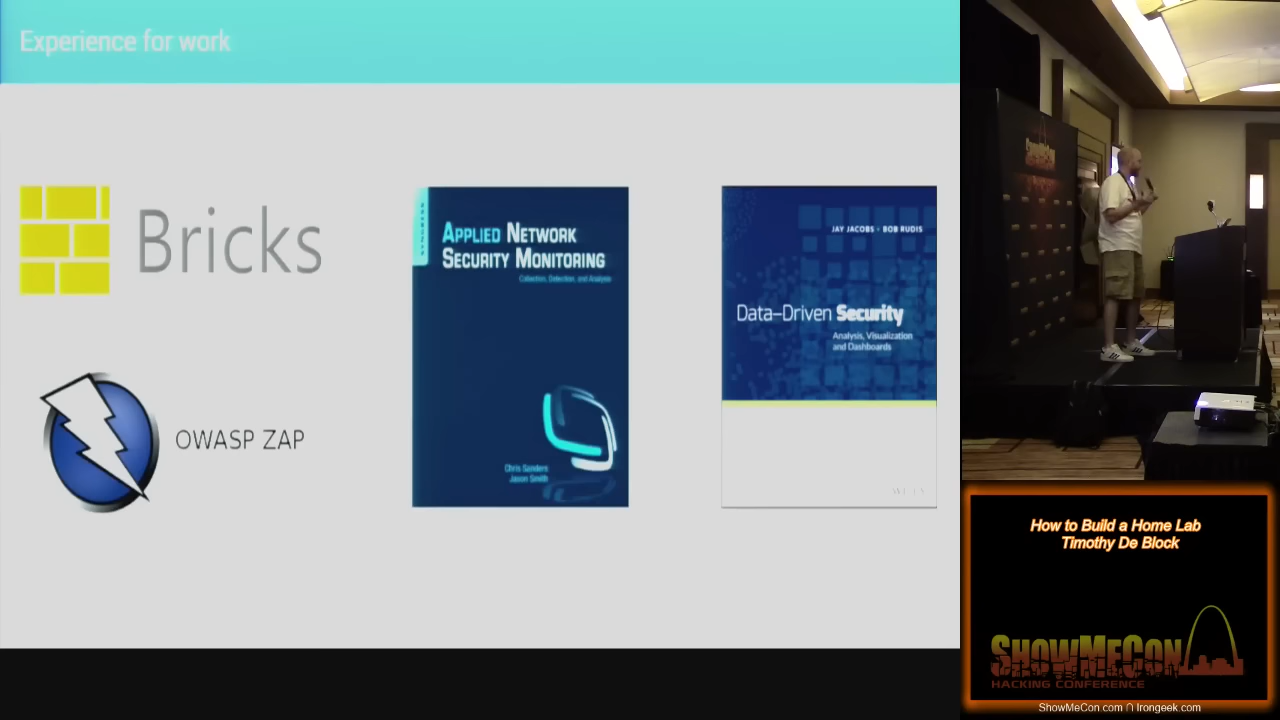 Experience for work
Bricks
OWASP ZAP
SYNGRESS
APPLIED NETWORK
SECURITY MONITORING
Collection, Detection, and Analysis
Chris Sanders
Jason Smith
JAY JACOBS • BOB RUDIS
Data–Driven Security
Analysis, Visualization
and Dashboards
WILEY
How to Build a Home Lab
Timothy De Block
SHOWMECON
HACKING CONFERENCE
ShowMeCon.com ∩ Irongeek.com